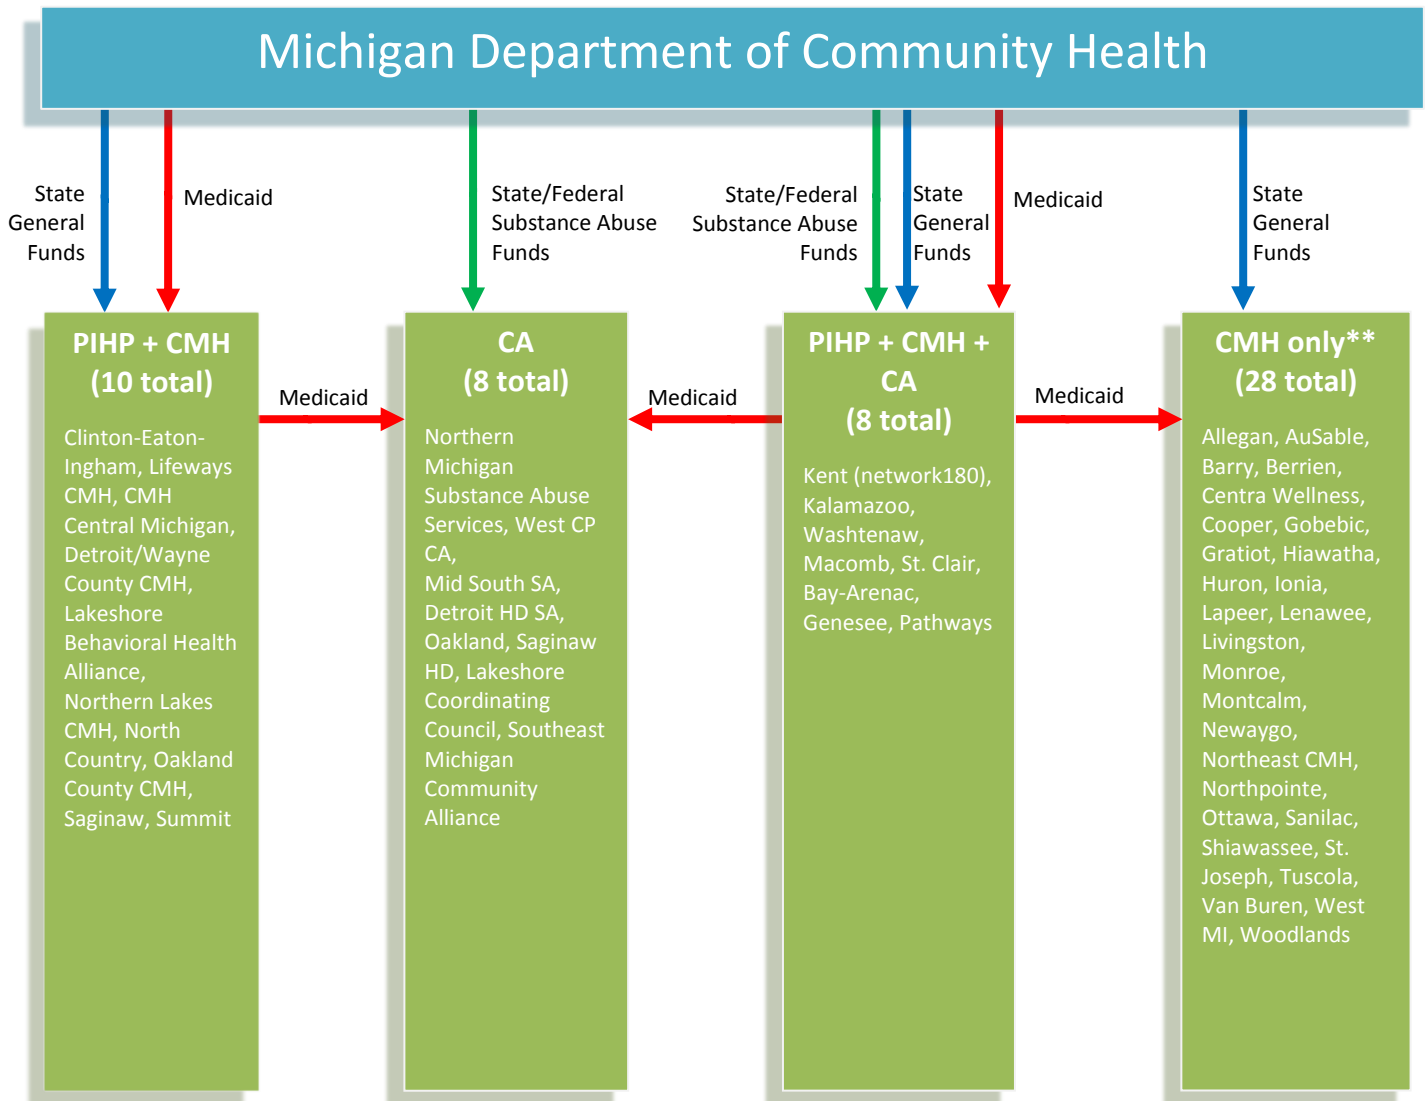 Michigan Department of Community Health
State
General
Funds
Medicaid
State/Federal
Substance Abuse
Funds
State/Federal
Substance Abuse
Funds
State
General
Funds
Medicaid
State
General
Funds
PIHP + CMH
(10 total)
Clinton-Eaton-
Ingham, Lifeways
CMH, CMH
Central Michigan,
Detroit/Wayne
County CMH,
Lakeshore
Behavioral Health
Alliance,
Northern Lakes
CMH, North
Country, Oakland
County CMH,
Saginaw, Summit
Medicaid
CA
(8 total)
Northern
Michigan
Substance Abuse
Services, West CP
CA,
Mid South SA,
Detroit HD SA,
Oakland, Saginaw
HD, Lakeshore
Coordinating
Council, Southeast
Michigan
Community
Alliance
Medicaid
PIHP + CMH +
CA
(8 total)
Kent (network180),
Kalamazoo,
Washtenaw,
Macomb, St. Clair,
Bay-Arenac,
Genesee, Pathways
Medicaid
CMH only**
(28 total)
Allegan, AuSable,
Barry, Berrien,
Centra Wellness,
Cooper, Gobebic,
Gratiot, Hiawatha,
Huron, Ionia,
Lapeer, Lenawee,
Livingston,
Monroe,
Montcalm,
Newaygo,
Northeast CMH,
Northpointe,
Ottawa, Sanilac,
Shiawassee, St.
Joseph, Tuscola,
Van Buren, West
MI, Woodlands